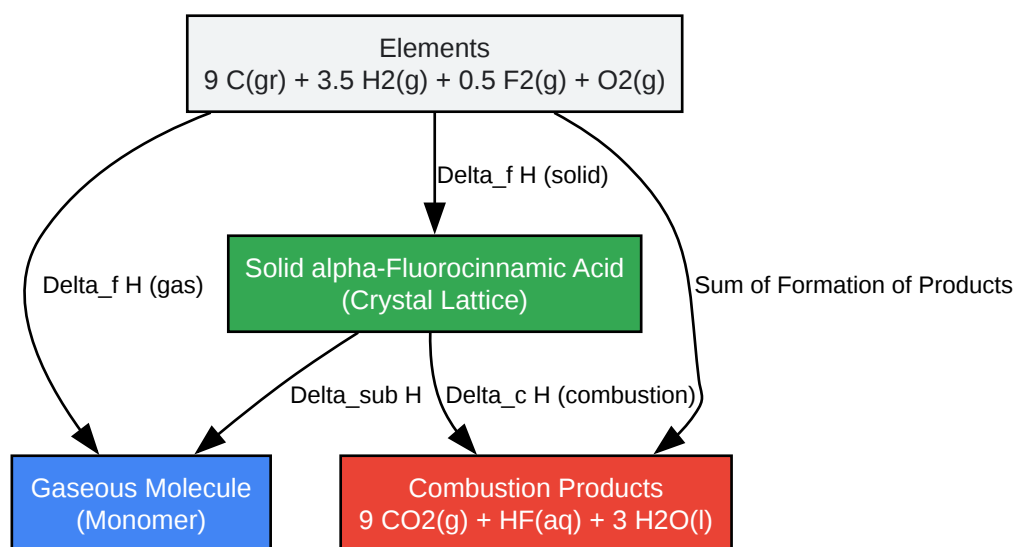 Elements
9 C(gr) + 3.5 H2(g) + 0.5 F2(g) + O2(g)
Delta_f H (solid)
Solid alpha-Fluorocinnamic Acid
(Crystal Lattice)
Delta_f H (gas)
Sum of Formation of Products
Delta_sub H
Delta_c H (combustion)
Gaseous Molecule
(Monomer)
Combustion Products
9 CO2(g) + HF(aq) + 3 H2O(l)